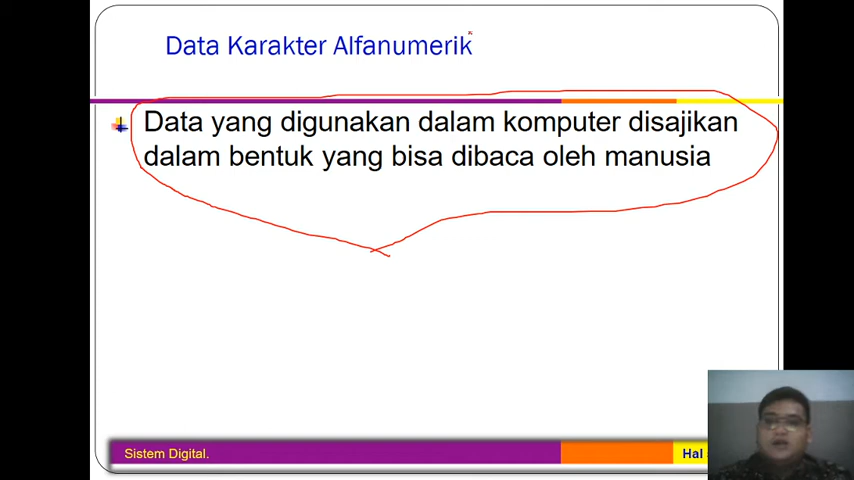 Data Karakter Alfanumerik
Data yang digunakan dalam komputer disajikan
dalam bentuk yang bisa dibaca oleh manusia
Sistem Digital.
Hal